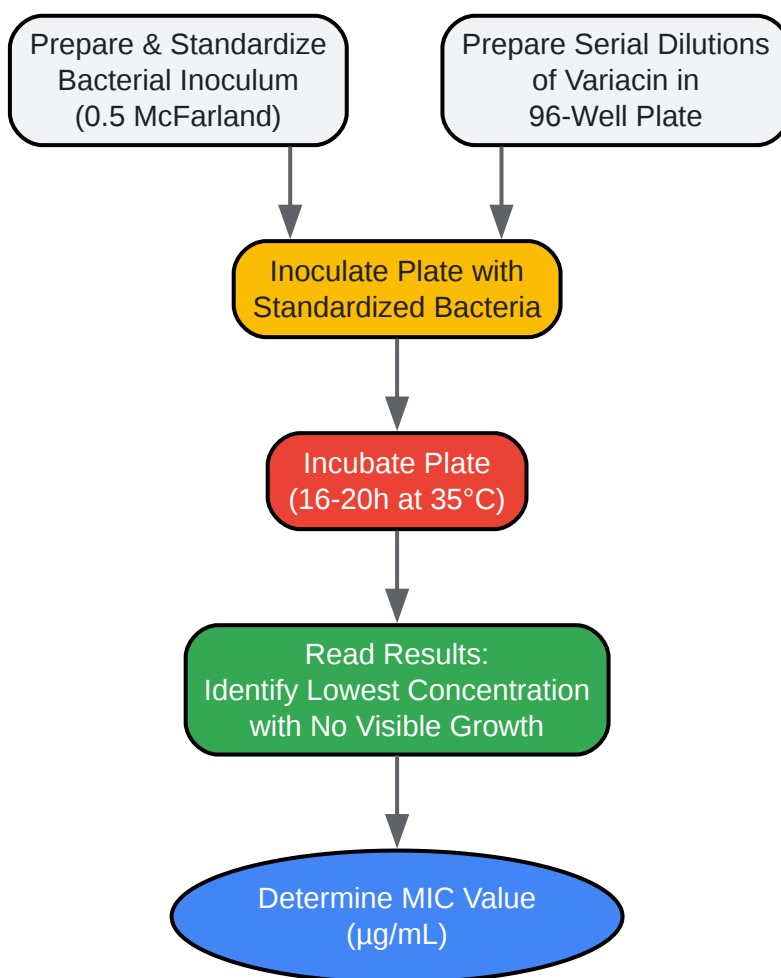 Prepare & Standardize
Bacterial Inoculum
(0.5 McFarland)
Prepare Serial Dilutions
of Variacin in
96-Well Plate
Inoculate Plate with
Standardized Bacteria
Incubate Plate
(16-20h at 35°C)
Read Results:
Identify Lowest Concentration
with No Visible Growth
Determine MIC Value
(µg/mL)